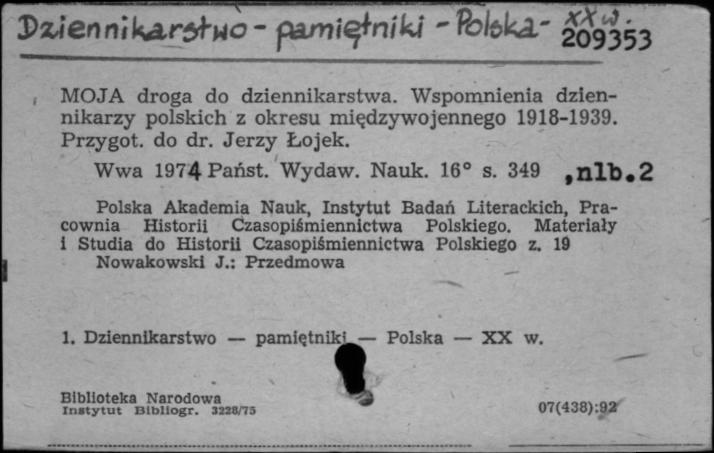 Dziennikarstwo - pamiętniki - Polska - XX w.
209353
MOJA droga do dziennikarstwa. Wspomnienia dzien-
nikarzy polskich z okresu międzywojennego 1918-1939.
Przygot. do dr. Jerzy Łojek.
Wwa 1974 Państ. Wydaw. Nauk. 16° s. 349 ,nlb.2
Polska Akademia Nauk, Instytut Badań Literackich, Pra-
cownia Historii Czasopiśmiennictwa Polskiego. Materiały
i Studia do Historii Czasopiśmiennictwa Polskiego z. 19
Nowakowski J.: Przedmowa
1. Dziennikarstwo — pamiętniki — Polska — XX w.
Biblioteka Narodowa
Instytut Bibliogr. 3228/75
07(438):92